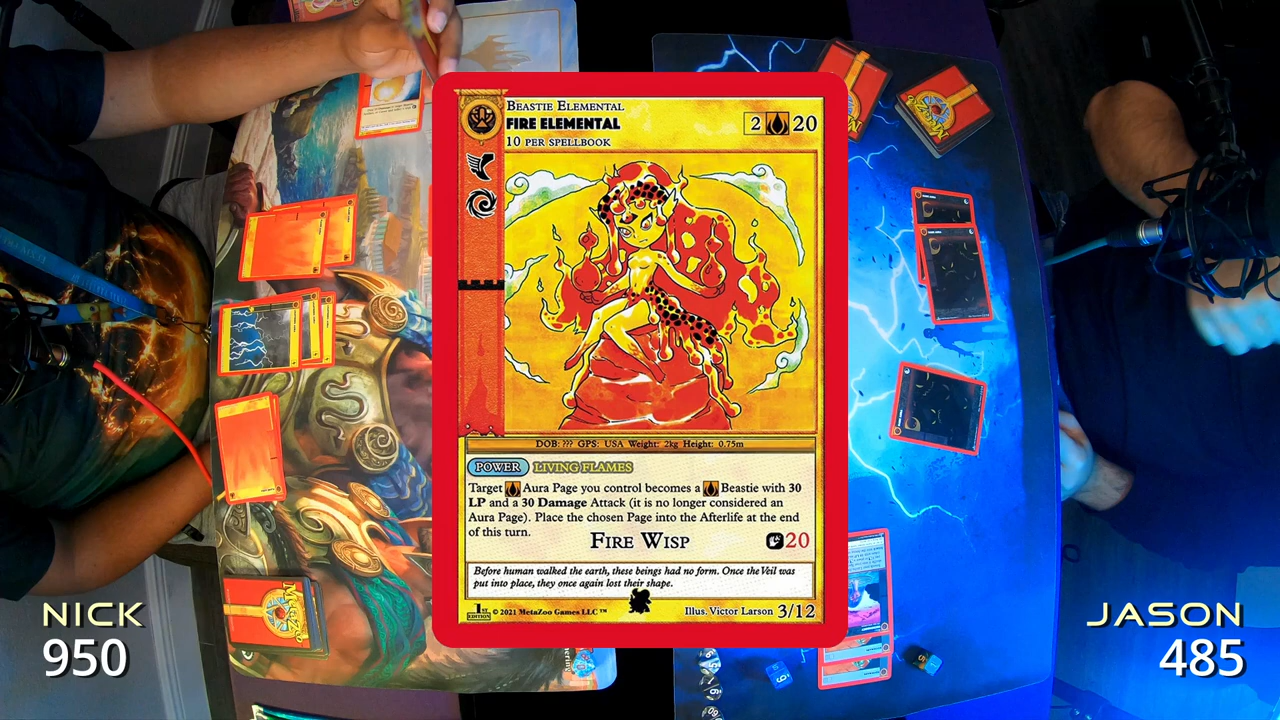 BEASTIE ELEMENTAL
FIRE ELEMENTAL
2 20
10 PER SPELLBOOK
DOB: ??? GPS: USA Weight: 2kg Height: 0.75m
POWER LIVING FLAMES
Target Aura Page you control becomes a Beastie with 30
LP and a 30 Damage Attack (it is no longer considered an
Aura Page). Place the chosen Page into the Afterlife at the end
of this turn.
FIRE WISP 20
Before human walked the earth, these beings had no form. Once the Veil was
put into place, they once again lost their shape.
1ST EDITION © 2021 MetaZoo Games LLC ™ Illus. Victor Larson 3/12
NICK
950
JASON
485